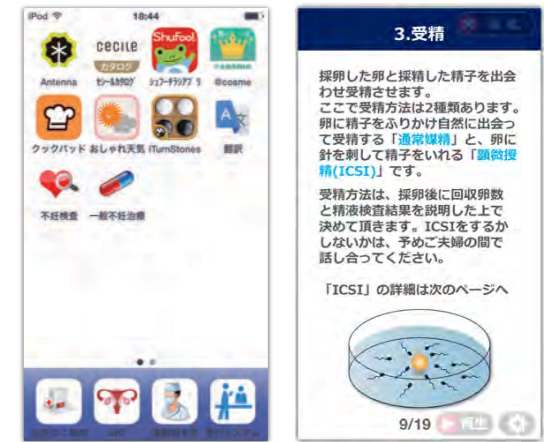 iPod
18:44
Shufoo!
cecile
カタログ
Antenna
セシールカタログ
シュフーチラシアプリ
@cosme
クックパッド
おしゃれ天気
iTurnStones
翻訳
不妊検査
一般不妊治療
3.受精
採卵した卵と採精した精子を出会
わせ受精させます。
ここで受精方法は2種類あります。
卵に精子をふりかけ自然に出会っ
て受精する「通常媒精」と、卵に
針を刺して精子をいれる「顕微授
精(ICSI)」です。
受精方法は、採卵後に回収卵数
と精液検査結果を説明した上で
決めて頂きます。ICSIをするか
しないかは、予めご夫婦の間で
話し合ってください。
「ICSI」の詳細は次のページへ
9/19
再生